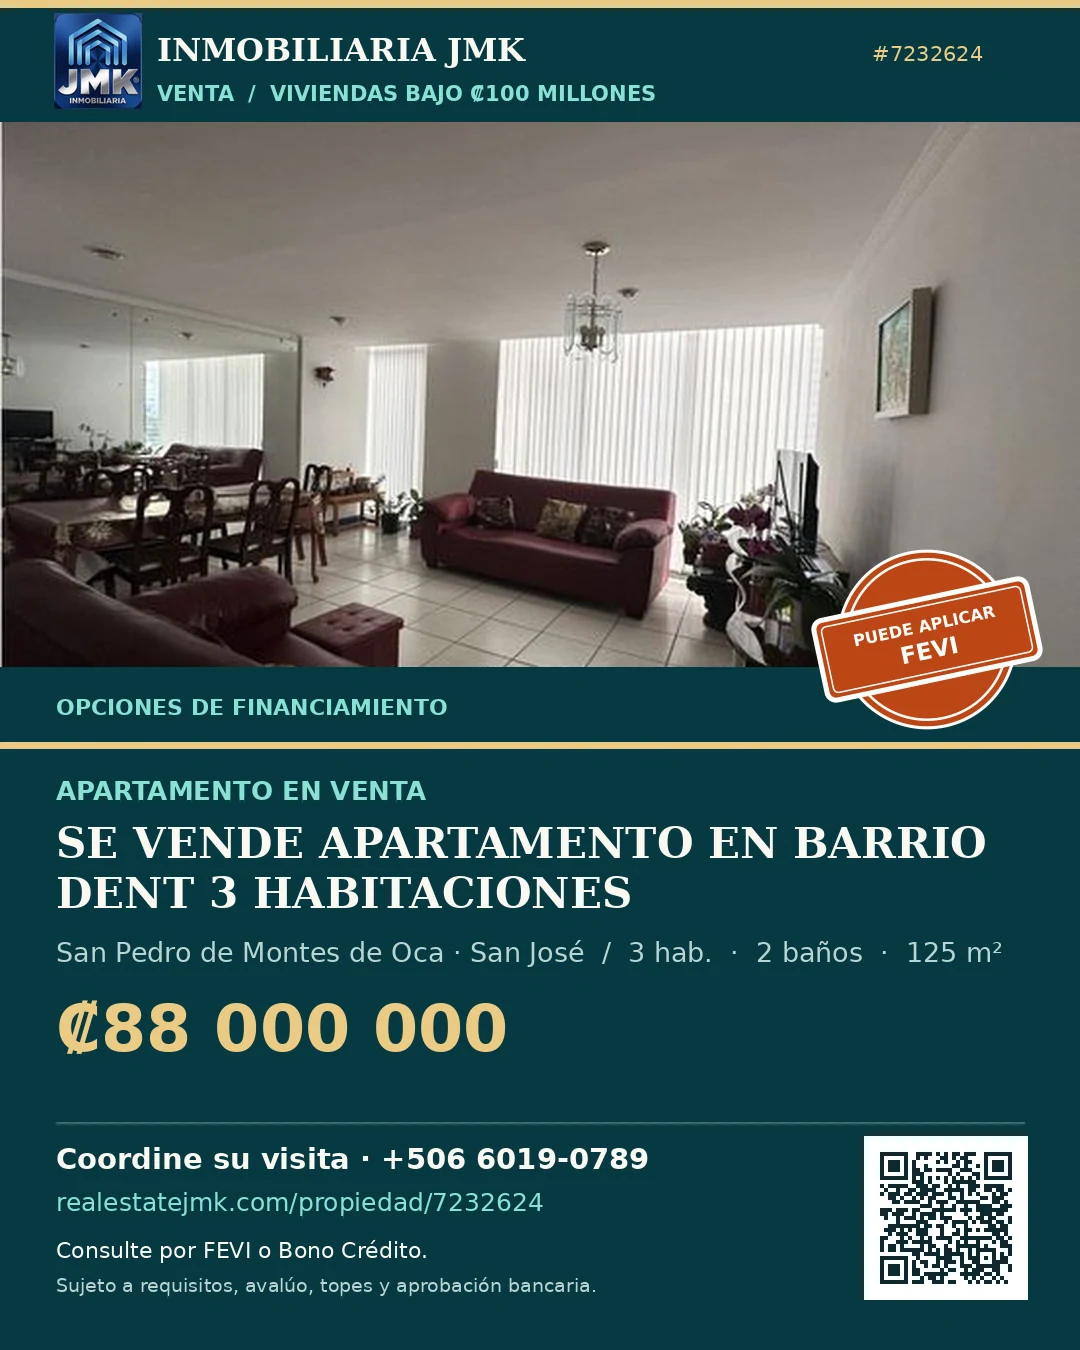 JMK
INMOBILIARIA
INMOBILIARIA JMK
#7232624
VENTA / VIVIENDAS BAJO ₡100 MILLONES
PUEDE APLICAR
FEVI
OPCIONES DE FINANCIAMIENTO
APARTAMENTO EN VENTA
SE VENDE APARTAMENTO EN BARRIO
DENT 3 HABITACIONES
San Pedro de Montes de Oca · San José / 3 hab. · 2 baños · 125 m²
₡88 000 000
Coordine su visita · +506 6019-0789
realestatejmk.com/propiedad/7232624
Consulte por FEVI o Bono Crédito.
Sujeto a requisitos, avalúo, topes y aprobación bancaria.